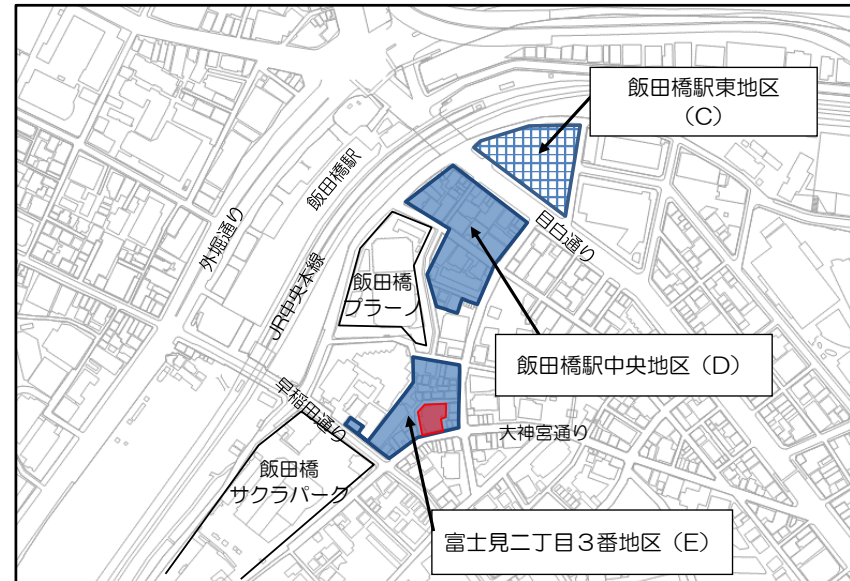 飯田橋駅東地区
（C）
飯田橋駅
外堀通り
目白通り
JR中央本線
飯田橋
プラーノ
飯田橋駅中央地区（D）
早稲田通り
大神宮通り
飯田橋
サクラパーク
富士見二丁目３番地区（E）